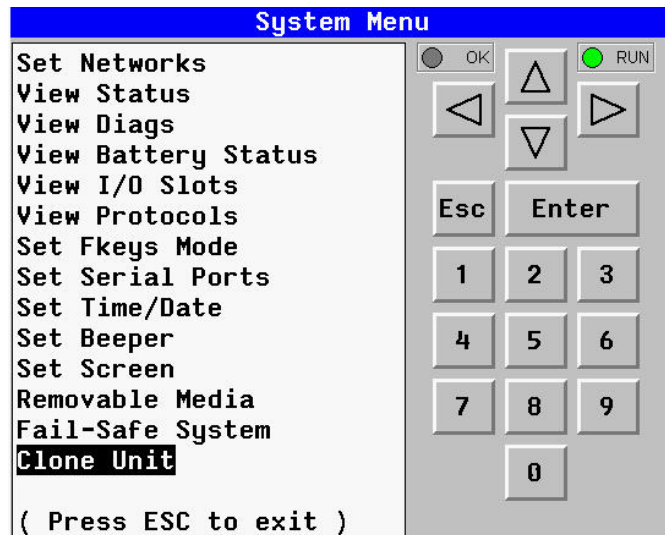 System Menu
Set Networks
View Status
View Diags
View Battery Status
View I/O Slots
View Protocols
Set Fkeys Mode
Set Serial Ports
Set Time/Date
Set Beeper
Set Screen
Removable Media
Fail-Safe System
Clone Unit
( Press ESC to exit )
OK
RUN
Esc
Enter
1 2 3
4 5 6
7 8 9
0